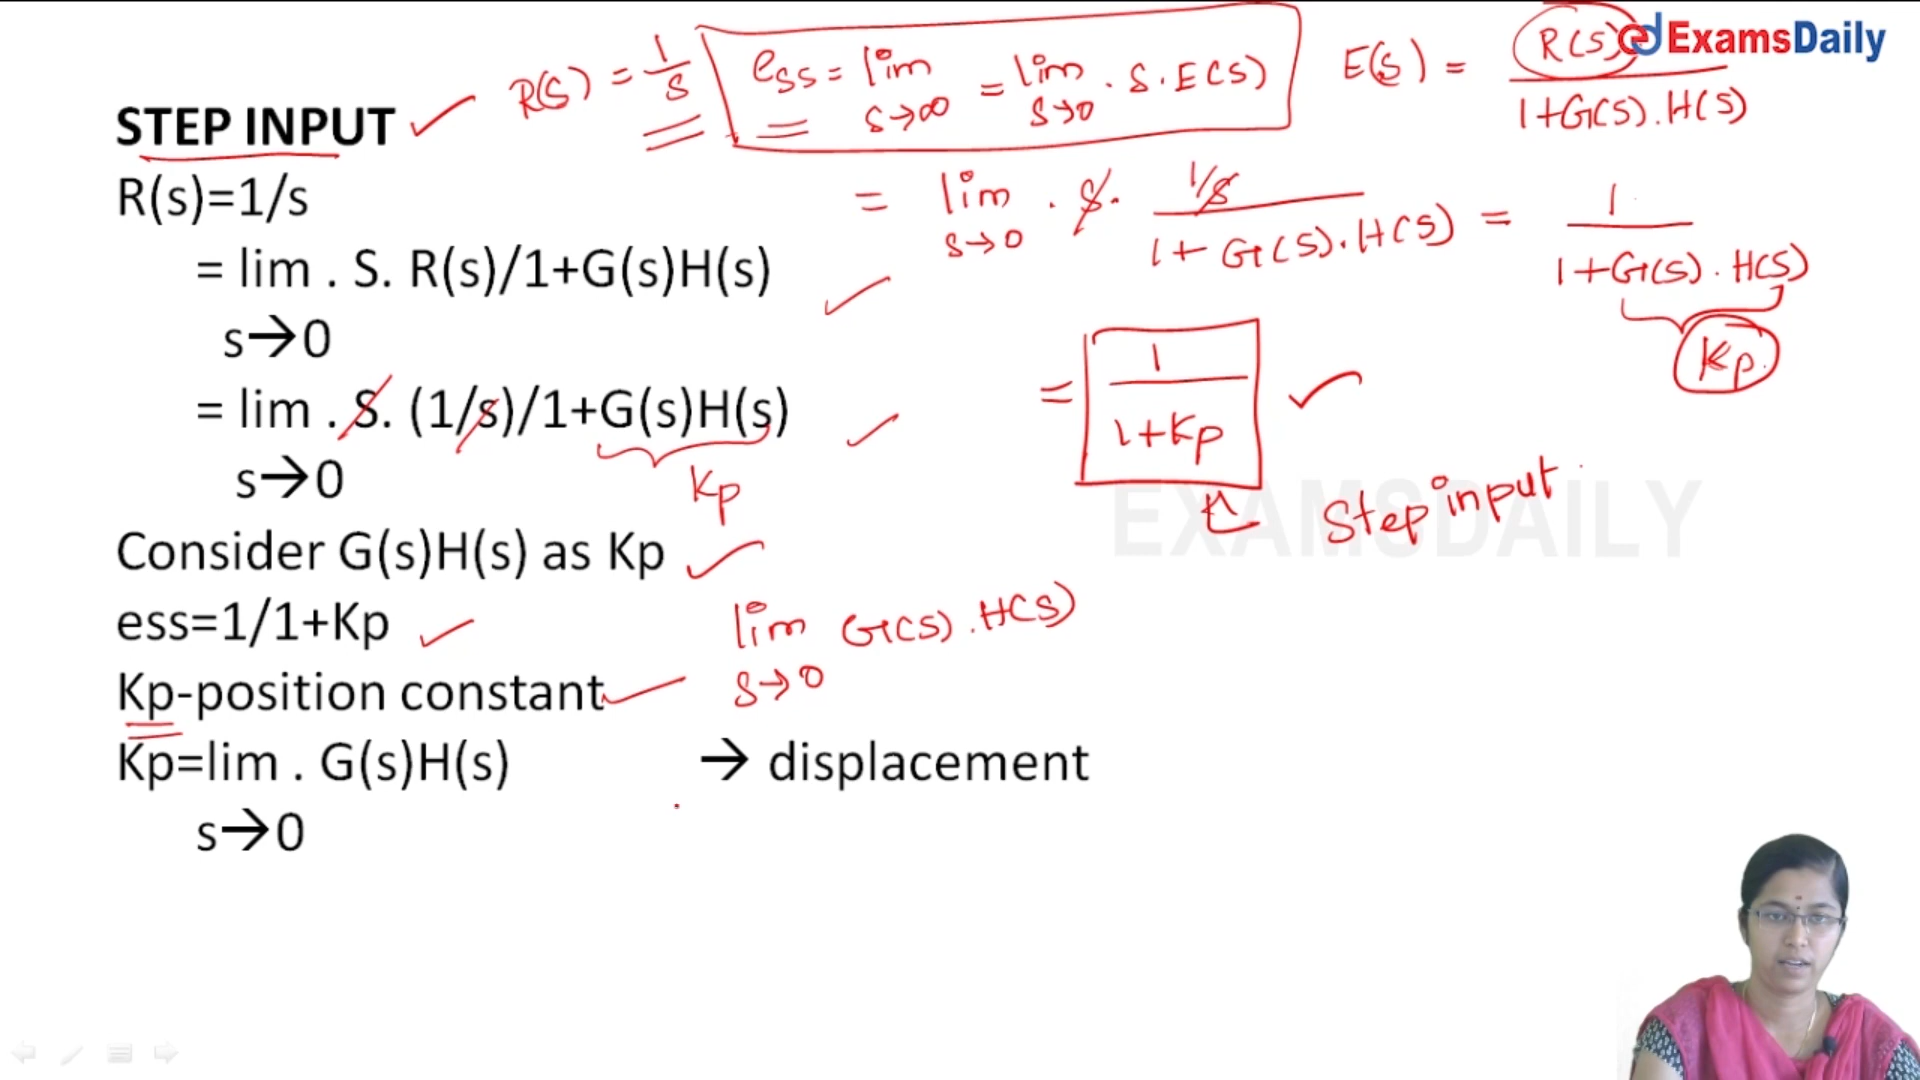 ExamsDaily
R(S) = 1/s
ess = lim s→∞ = lim s→0 . S . E(S)
E(S) = R(S) / 1+G(S).H(S)
STEP INPUT
R(s)=1/s
= lim s→0 . s. 1/s / 1+G(S).H(S) = 1 / 1+G(S).H(S)
Kp.
= lim . S. R(s)/1+G(s)H(s)
s→0
= 1 / 1+Kp
Step input
= lim . S. (1/s)/1+G(s)H(s)
Kp
s→0
EXAMSDAILY
Consider G(s)H(s) as Kp
ess=1/1+Kp
lim s→0 G(S).H(S)
Kp-position constant
Kp=lim . G(s)H(s) → displacement
s→0